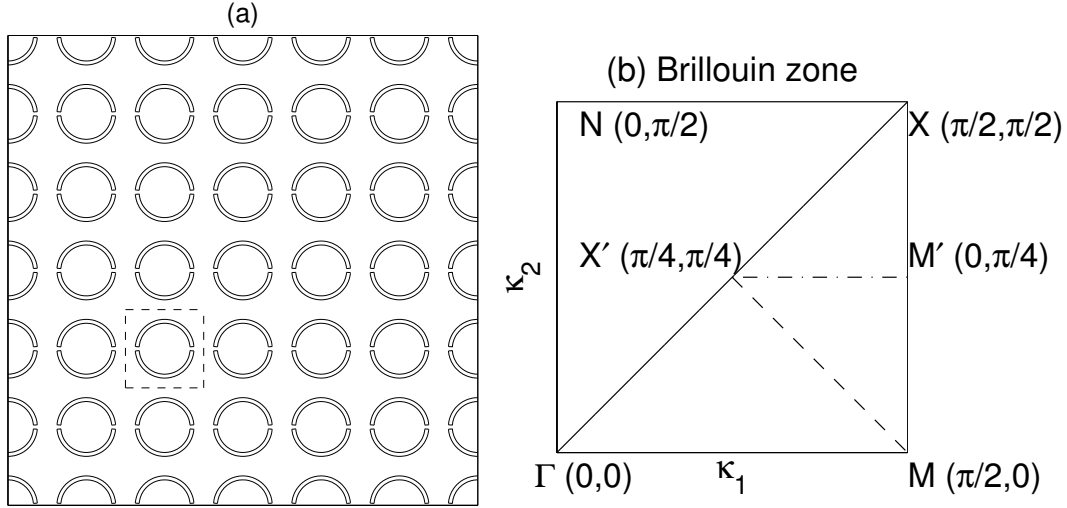 (a)
(b) Brillouin zone
N (0,π/2)
X (π/2,π/2)
X′ (π/4,π/4)
M′ (0,π/4)
κ2
Γ (0,0)
κ1
M (π/2,0)